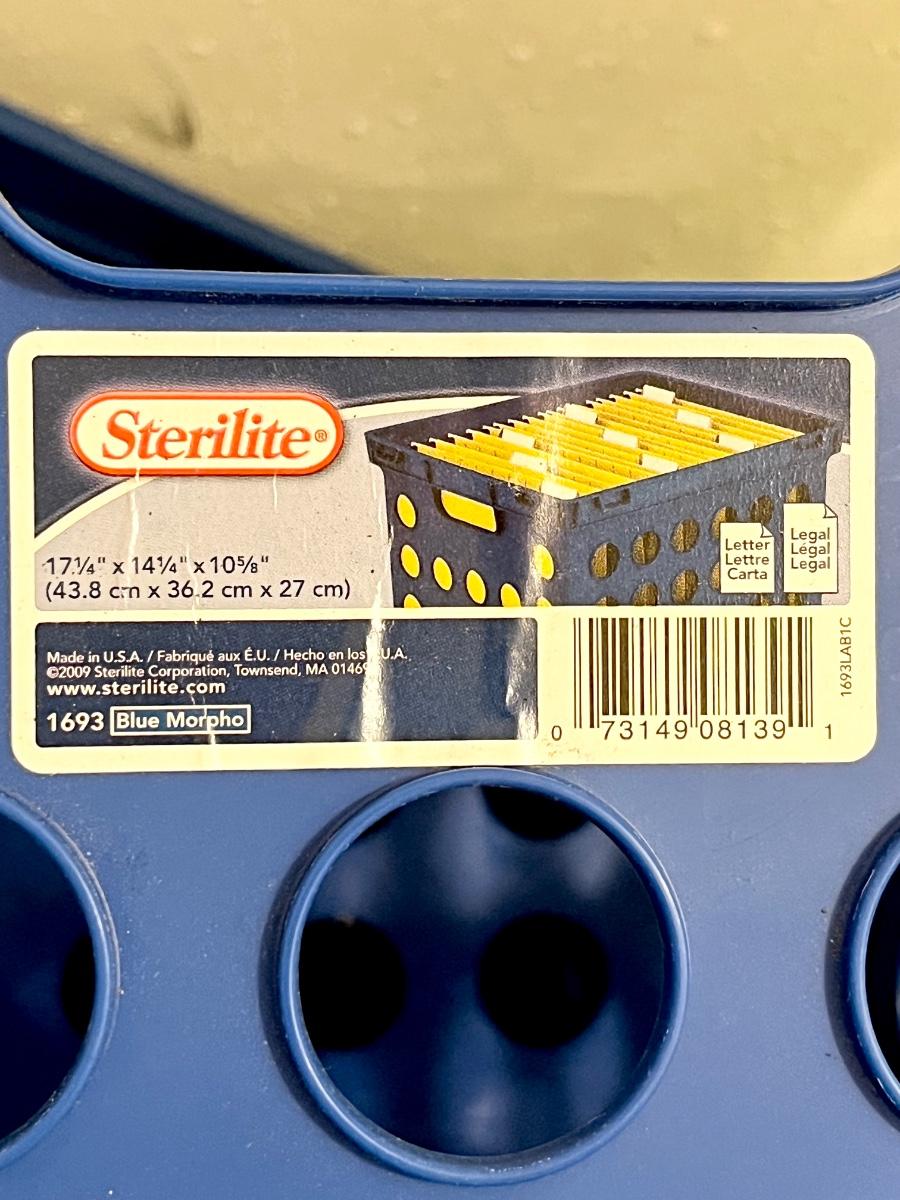 Sterilite®
17¼" x 14¼" x 10⅝"
(43.8 cm x 36.2 cm x 27 cm)
Letter
Lettre
Carta
Legal
Légal
Legal
Made in U.S.A. / Fabriqué aux É.U. / Hecho en los U.A.
©2009 Sterilite Corporation, Townsend, MA 01469
www.sterilite.com
1693 Blue Morpho
0 73149 08139 1
1693LAB1C